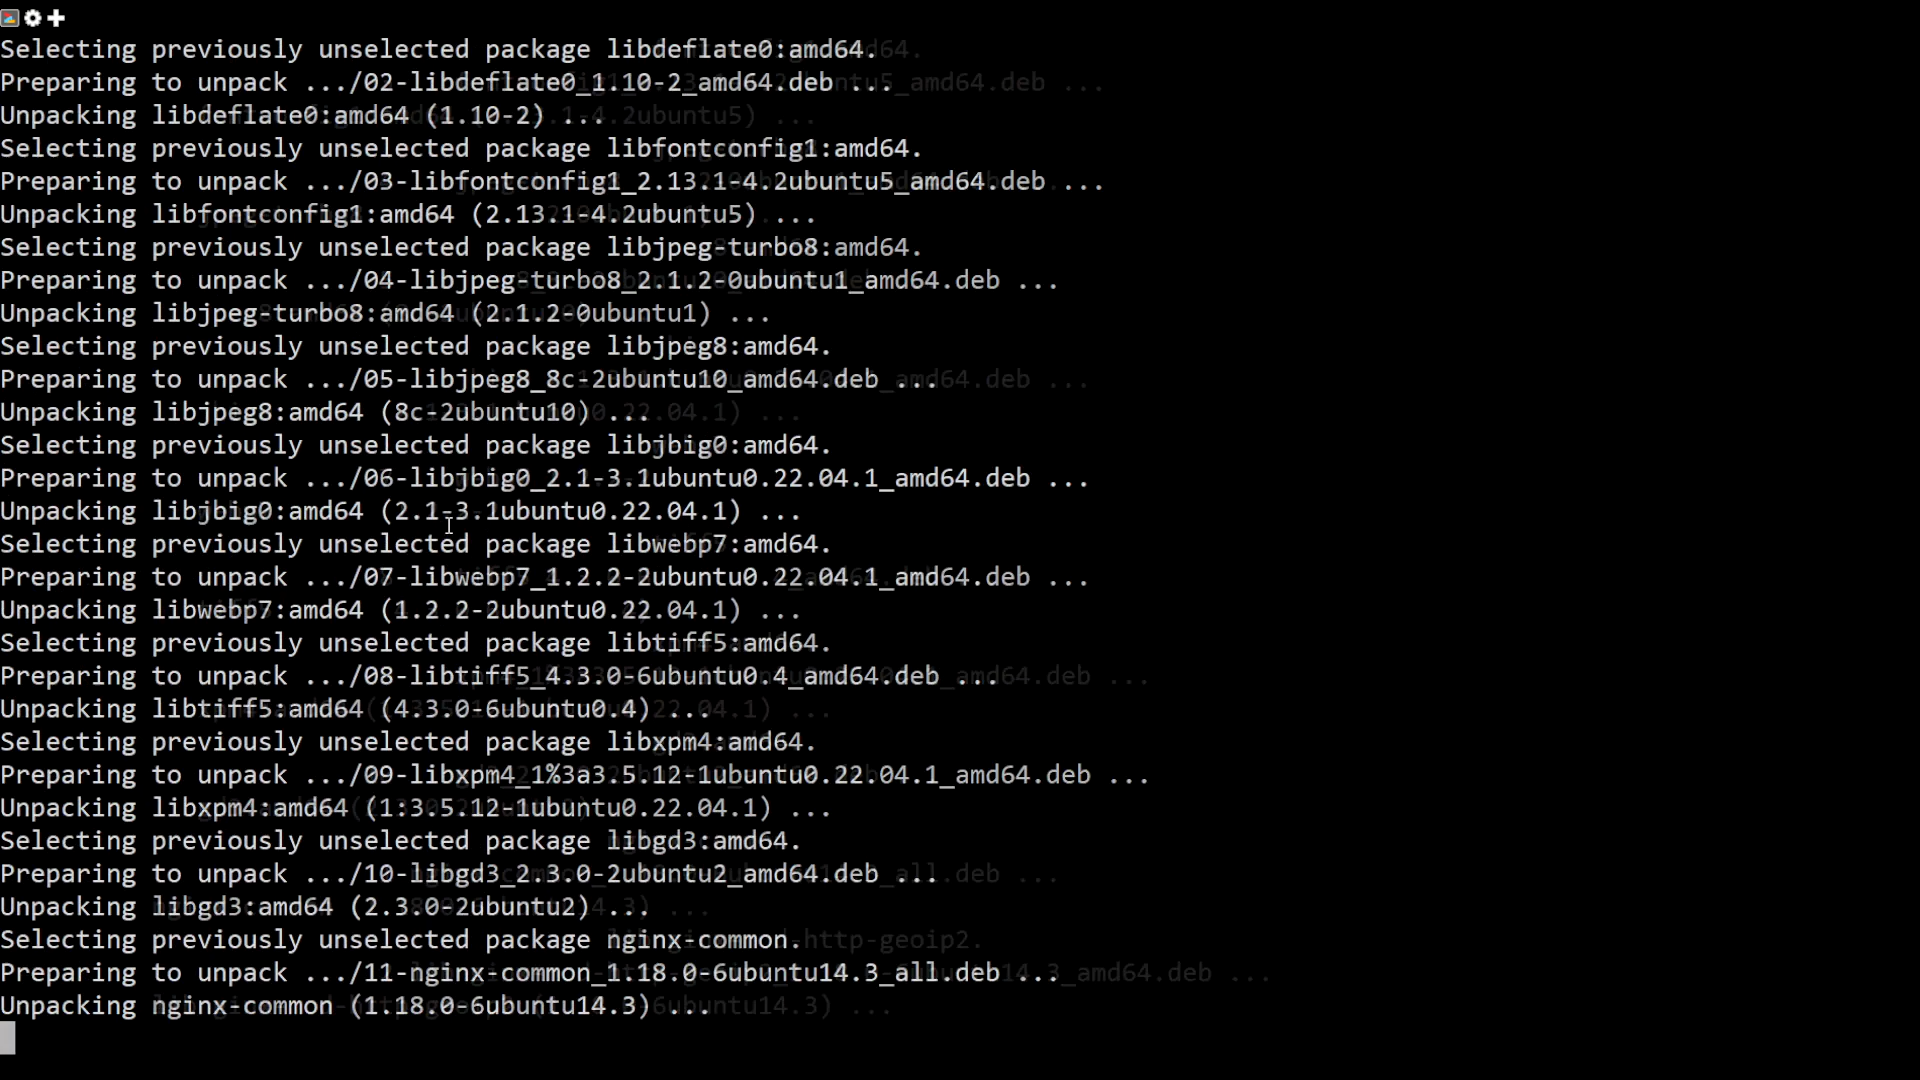 Selecting previously unselected package libdeflate0:amd64.
Preparing to unpack .../02-libdeflate0_1.10-2_amd64.deb ...
Unpacking libdeflate0:amd64 (1.10-2) ...
Selecting previously unselected package libfontconfig1:amd64.
Preparing to unpack .../03-libfontconfig1_2.13.1-4.2ubuntu5_amd64.deb ...
Unpacking libfontconfig1:amd64 (2.13.1-4.2ubuntu5) ...
Selecting previously unselected package libjpeg-turbo8:amd64.
Preparing to unpack .../04-libjpeg-turbo8_2.1.2-0ubuntu1_amd64.deb ...
Unpacking libjpeg-turbo8:amd64 (2.1.2-0ubuntu1) ...
Selecting previously unselected package libjpeg8:amd64.
Preparing to unpack .../05-libjpeg8_8c-2ubuntu10_amd64.deb ...
Unpacking libjpeg8:amd64 (8c-2ubuntu10) ...
Selecting previously unselected package libjbig0:amd64.
Preparing to unpack .../06-libjbig0_2.1-3.1ubuntu0.22.04.1_amd64.deb ...
Unpacking libjbig0:amd64 (2.1-3.1ubuntu0.22.04.1) ...
Selecting previously unselected package libwebp7:amd64.
Preparing to unpack .../07-libwebp7_1.2.2-2ubuntu0.22.04.1_amd64.deb ...
Unpacking libwebp7:amd64 (1.2.2-2ubuntu0.22.04.1) ...
Selecting previously unselected package libtiff5:amd64.
Preparing to unpack .../08-libtiff5_4.3.0-6ubuntu0.4_amd64.deb ...
Unpacking libtiff5:amd64 (4.3.0-6ubuntu0.4) ...
Selecting previously unselected package libxpm4:amd64.
Preparing to unpack .../09-libxpm4_1%3a3.5.12-1ubuntu0.22.04.1_amd64.deb ...
Unpacking libxpm4:amd64 (1:3.5.12-1ubuntu0.22.04.1) ...
Selecting previously unselected package libgd3:amd64.
Preparing to unpack .../10-libgd3_2.3.0-2ubuntu2_amd64.deb ...
Unpacking libgd3:amd64 (2.3.0-2ubuntu2) ...
Selecting previously unselected package nginx-common.
Preparing to unpack .../11-nginx-common_1.18.0-6ubuntu14.3_all.deb ...
Unpacking nginx-common (1.18.0-6ubuntu14.3) ...